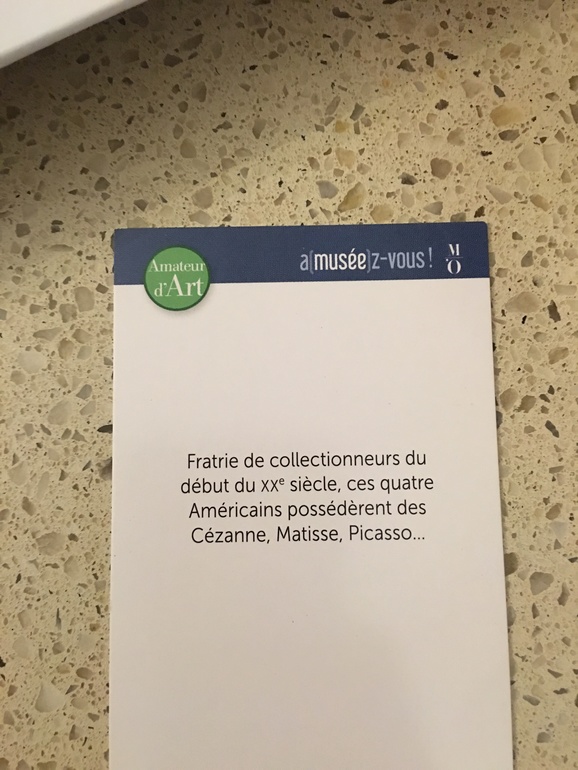 Amateur
d'Art
a(musée)z-vous !
M
O
Fratrie de collectionneurs du
début du XXe siècle, ces quatre
Américains possédèrent des
Cézanne, Matisse, Picasso...